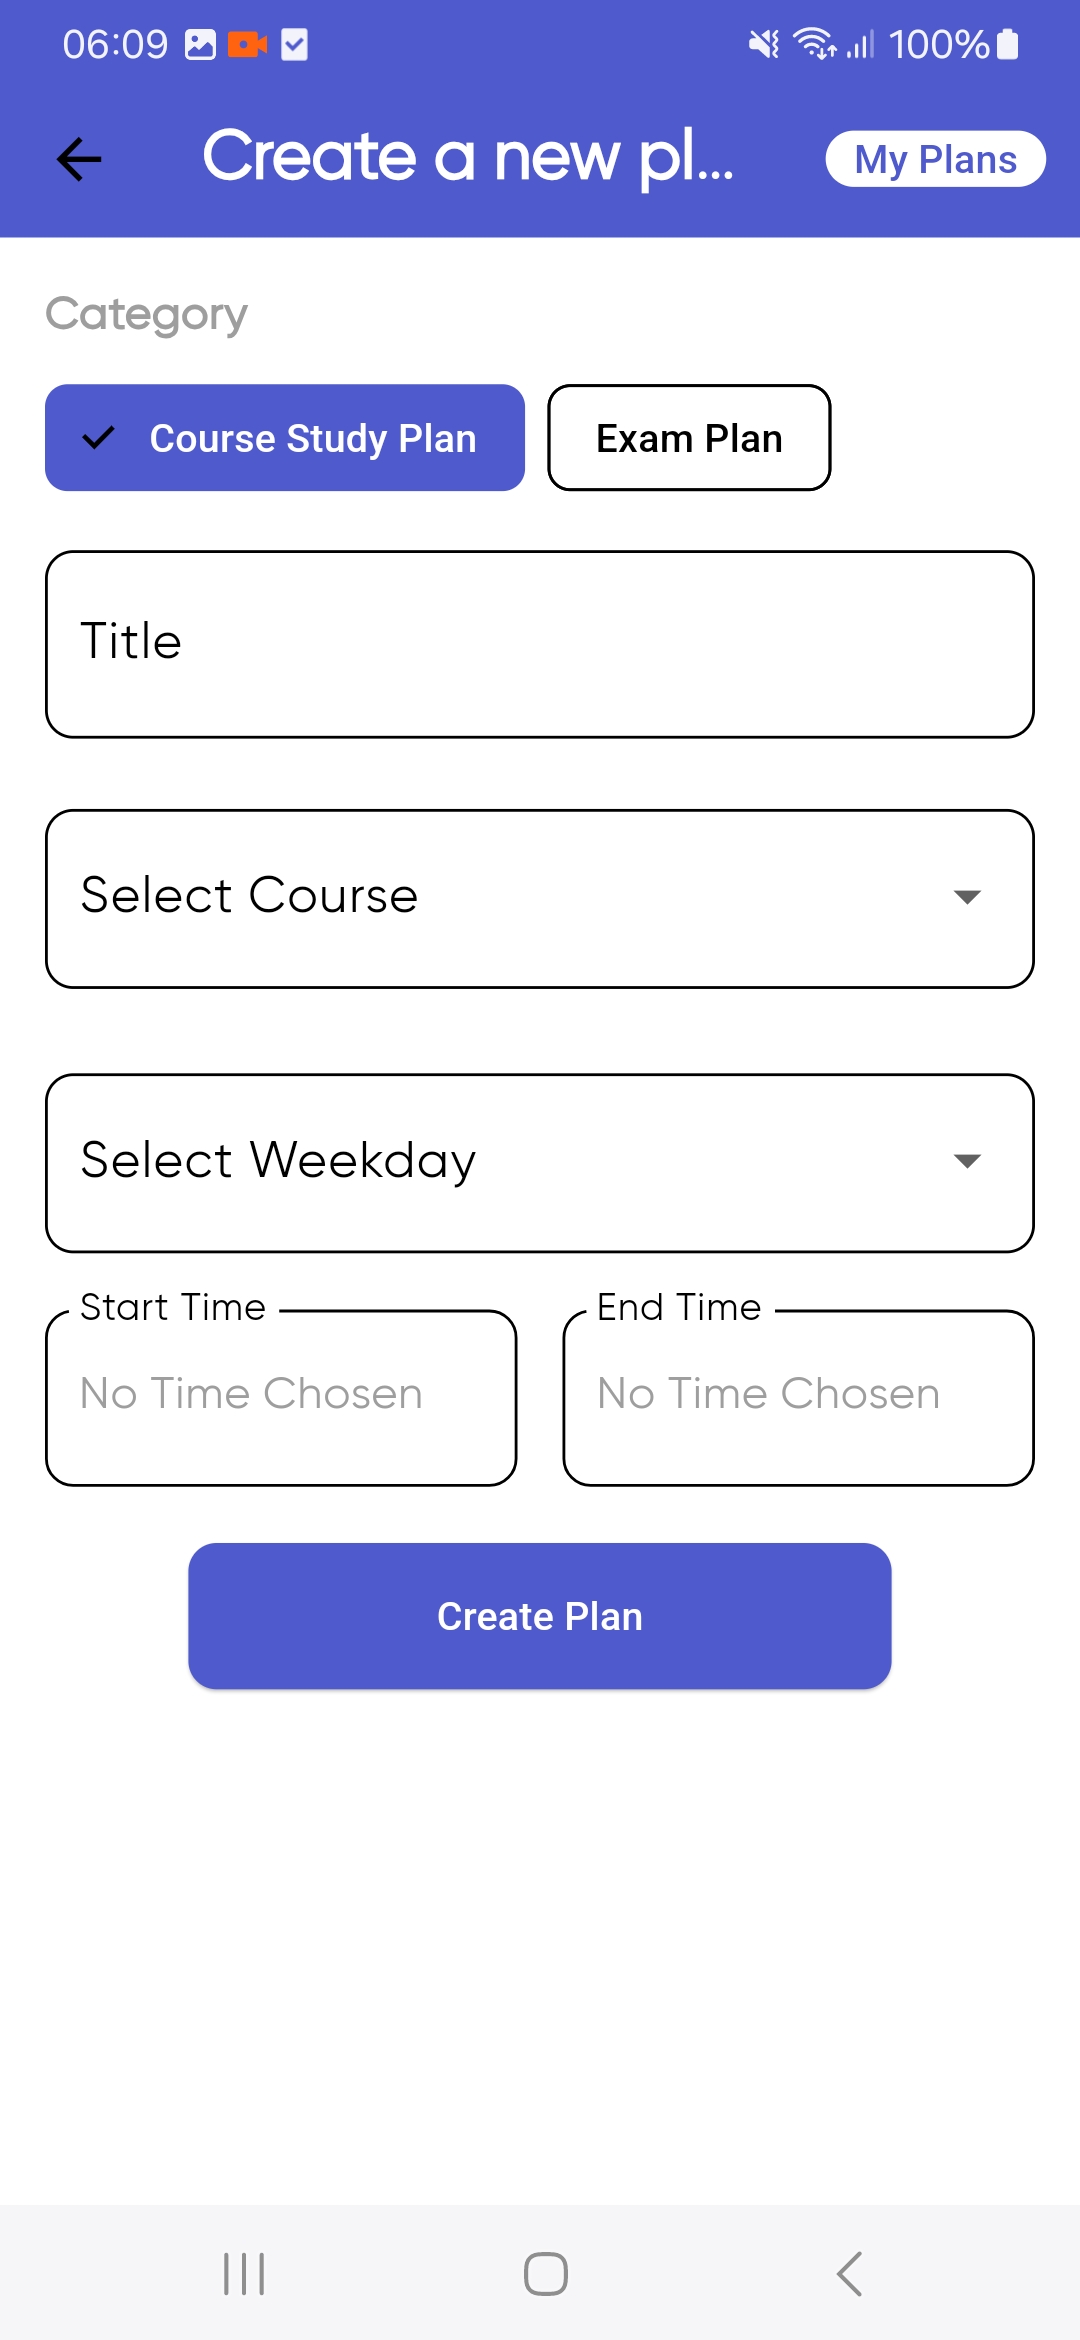 06:09 100%
Create a new pl... My Plans
Category
Course Study Plan Exam Plan
Title
Select Course
Select Weekday
Start Time End Time
No Time Chosen No Time Chosen
Create Plan